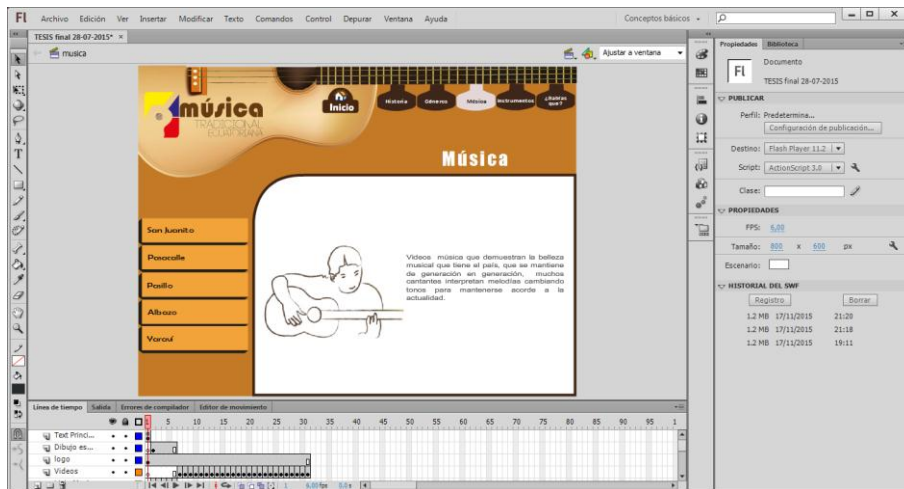 Fl Archivo Edición Ver Insertar Modificar Texto Comandos Control Depurar Ventana Ayuda Conceptos básicos
TESIS final 28-07-2015* ×
musica Ajustar a ventana
música
TRADICIONAL
ECUATORIANA
Inicio
Historia
Géneros
Música
Instrumentos
¿Sabías que?
Música
San Juanito
Pasacalle
Pasillo
Albazo
Yaraví
Videos música que demuestran la belleza
musical que tiene el país, que se mantiene
de generación en generación, muchos
cantantes interpretan melodías cambiando
tonos para mantenerse acorde a la
actualidad.
Propiedades Biblioteca
Fl Documento
TESIS final 28-07-2015
PUBLICAR
Perfil: Predetermina...
Configuración de publicación...
Destino: Flash Player 11.2
Script: ActionScript 3.0
Clase:
PROPIEDADES
FPS: 6,00
Tamaño: 800 x 600 px
Escenario:
HISTORIAL DEL SWF
Registro Borrar
1.2 MB 17/11/2015 21:20
1.2 MB 17/11/2015 21:18
1.2 MB 17/11/2015 19:11
Línea de tiempo Salida Errores de compilador Editor de movimiento
1 5 10 15 20 25 30 35 40 45 50 55 60 65 70 75 80 85 90 95 1
Text Princi...
Dibujo es...
logo
Videos
1 6,00 fps 0,0 s